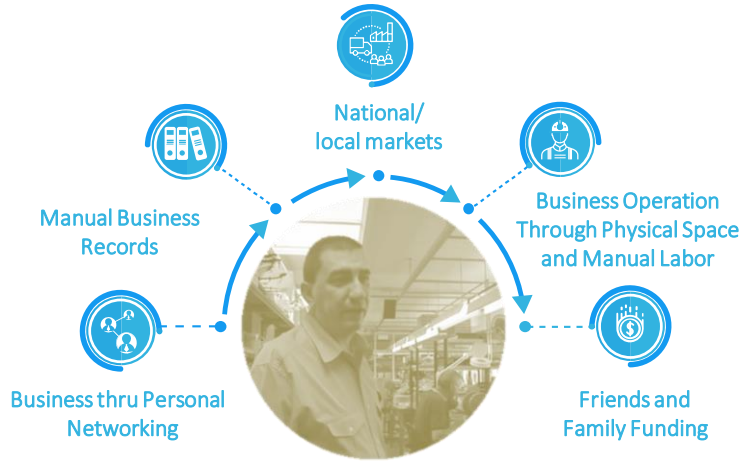 National/
local markets
Manual Business
Records
Business Operation
Through Physical Space
and Manual Labor
Business thru Personal
Networking
Friends and
Family Funding